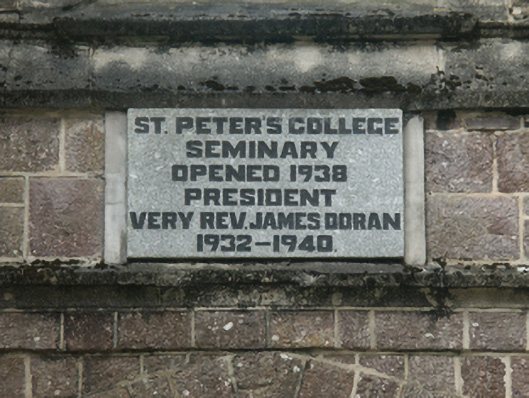 ST. PETER'S COLLEGE
SEMINARY
OPENED 1938
PRESIDENT
VERY REV. JAMES DORAN
1932-1940.